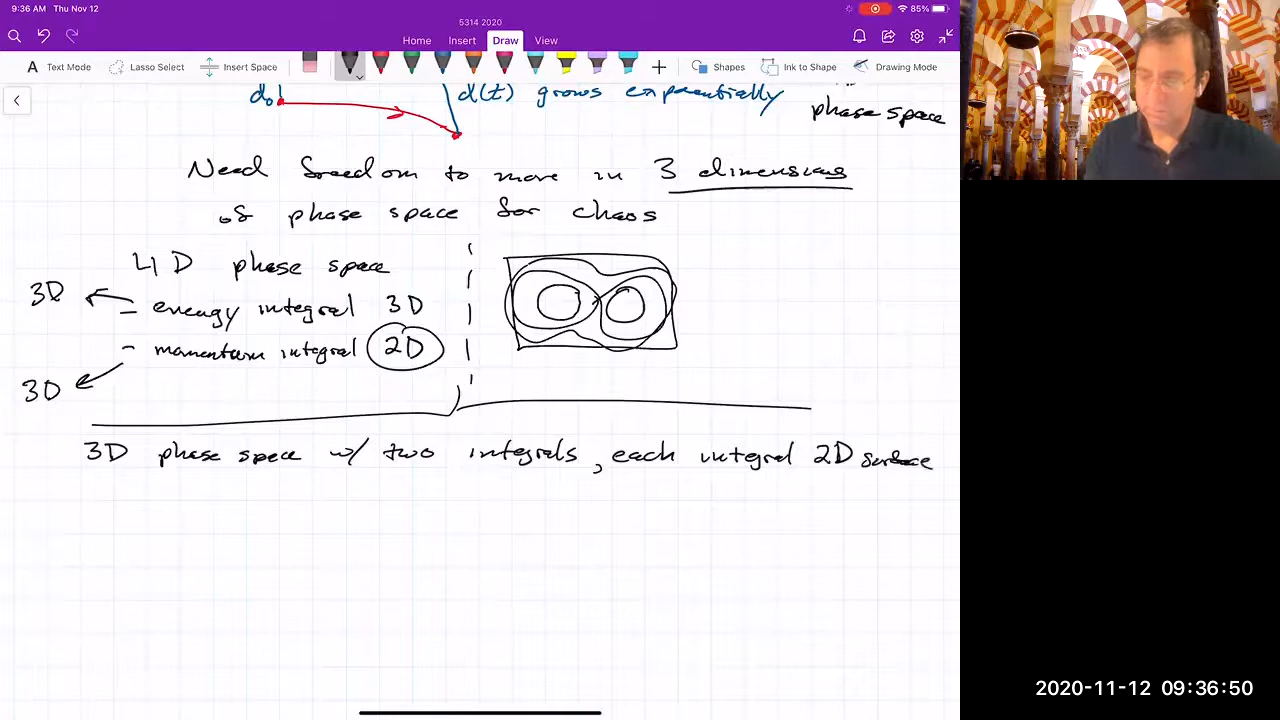 9:36 AM Thu Nov 12
85%
5314 2020
Home Insert Draw View
Text Mode Lasso Select Insert Space Shapes Ink to Shape Drawing Mode
d₀ d(t) grows exponentially
phase space
Need freedom to move in 3 dimensions
of phase space for chaos
4D phase space
3D
- energy integral 3D
- momentum integral 2D
3D
3D phase space w/ two integrals, each integral 2D surface
2020-11-12 09:36:50